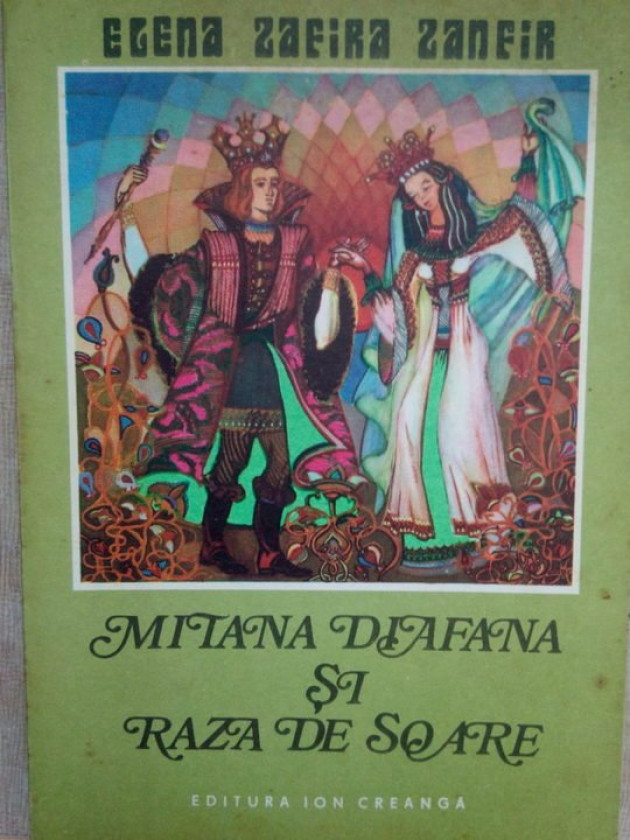 ELENA ZAFIRA ZANFIR
MITANA DIAFANA
ȘI
RAZA DE SOARE
EDITURA ION CREANGĂ